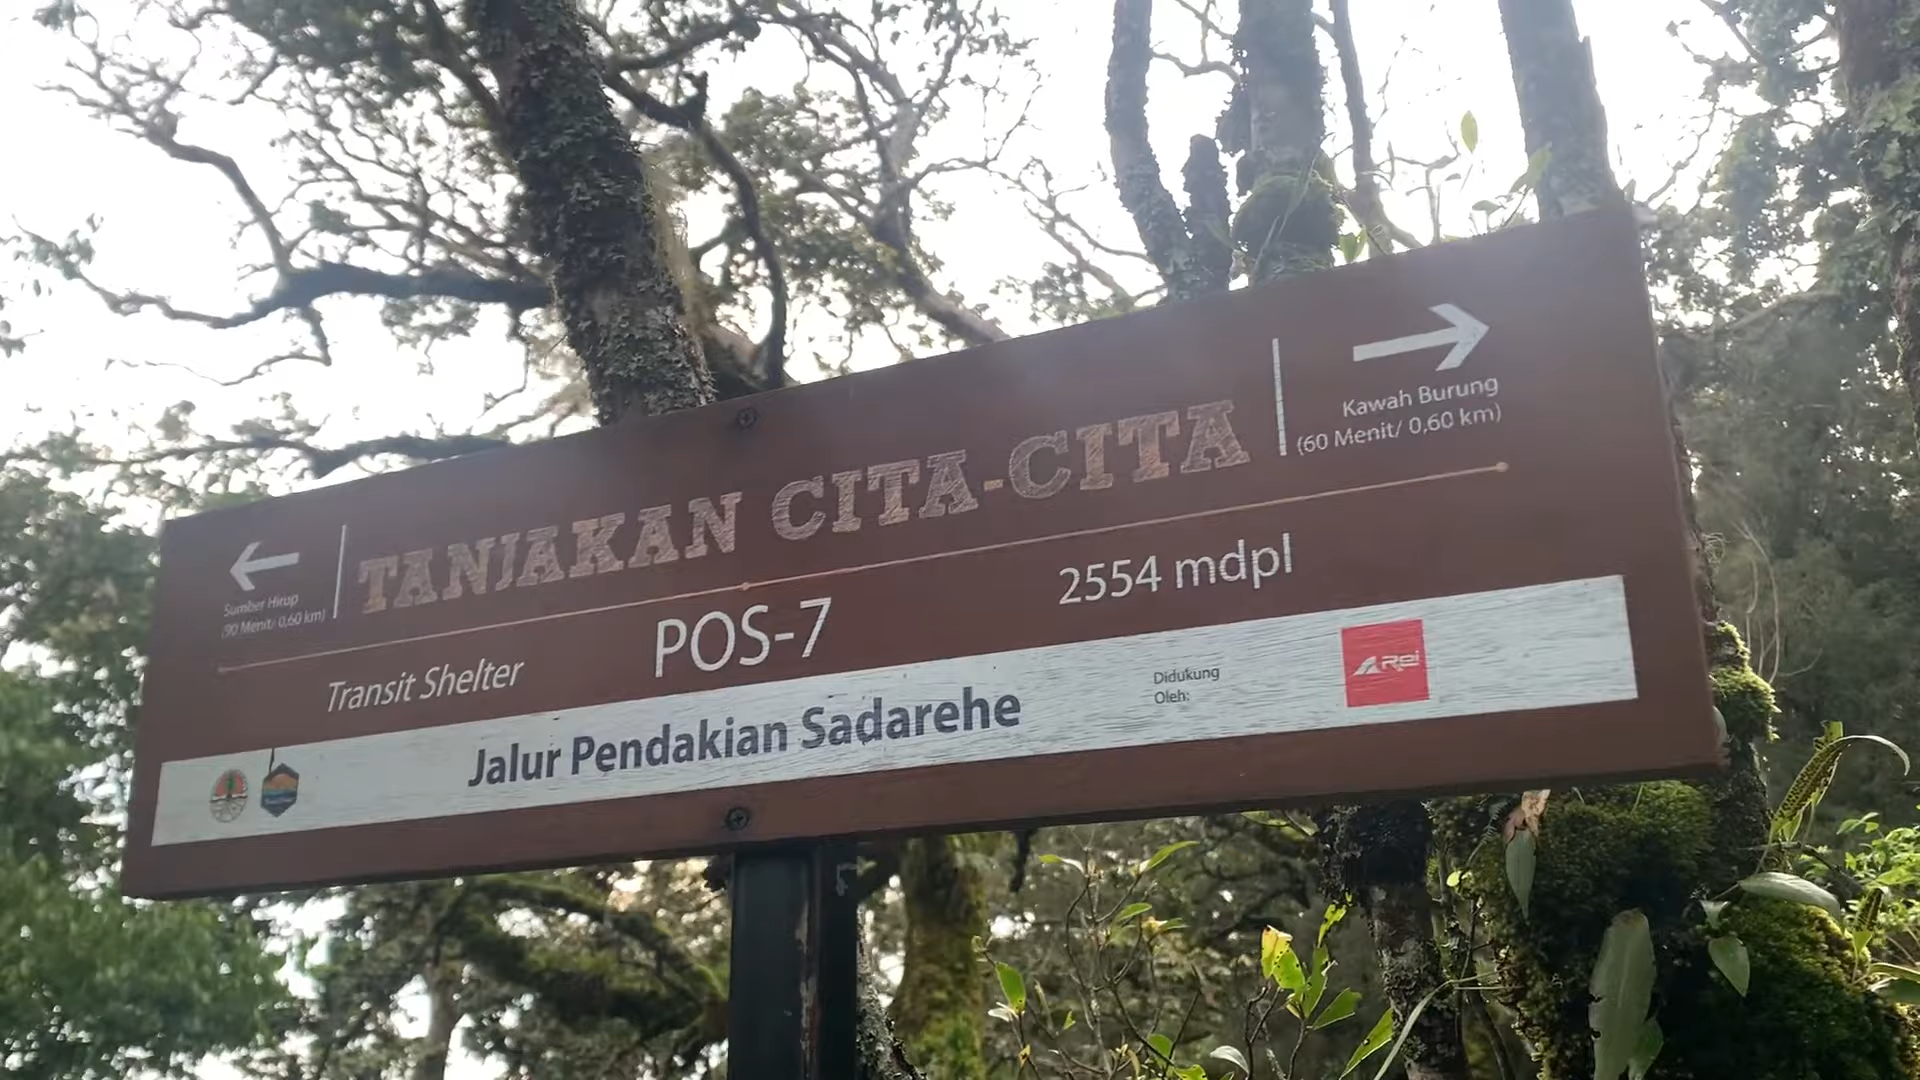 Sumber Hirup
(90 Menit/ 0,60 km)
TANJAKAN CITA-CITA
Kawah Burung
(60 Menit/ 0,60 km)
Transit Shelter
POS-7
2554 mdpl
Jalur Pendakian Sadarehe
Didukung
Oleh:
Rei